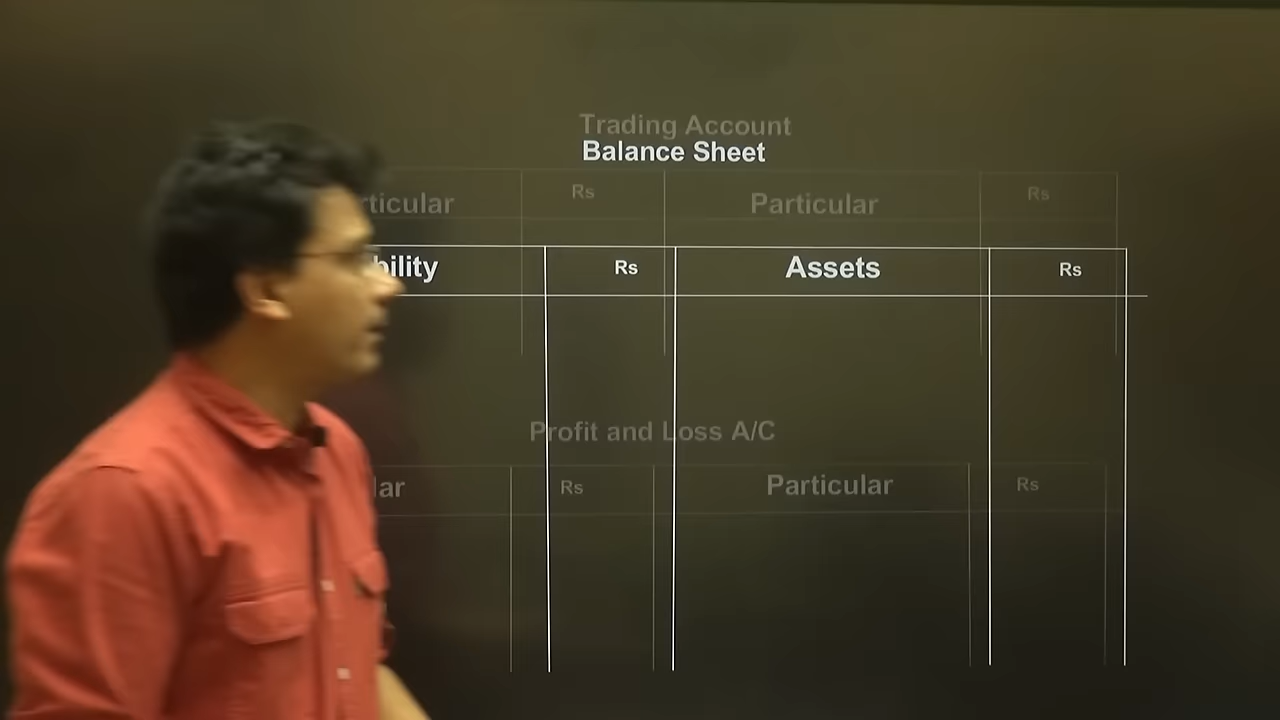 Trading Account
Balance Sheet
rticular Rs Particular Rs
bility Rs Assets Rs
Profit and Loss A/C
lar Rs Particular Rs